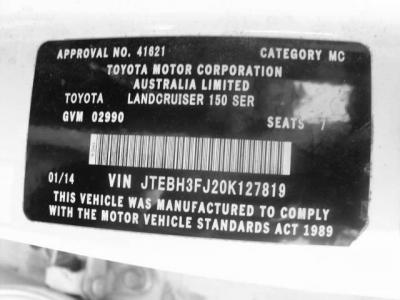 APPROVAL NO. 41621 CATEGORY MC
TOYOTA MOTOR CORPORATION
AUSTRALIA LIMITED
TOYOTA LANDCRUISER 150 SER
GVM 02990
SEATS 7
01/14 VIN JTEBH3FJ20K127819
THIS VEHICLE WAS MANUFACTURED TO COMPLY
WITH THE MOTOR VEHICLE STANDARDS ACT 1989